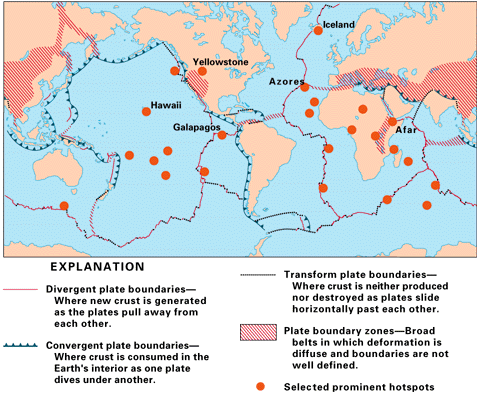 Iceland
Yellowstone
Azores
Hawaii
Galapagos
Afar
EXPLANATION
Divergent plate boundaries—
Where new crust is generated
as the plates pull away from
each other.
Convergent plate boundaries—
Where crust is consumed in the
Earth's interior as one plate
dives under another.
Transform plate boundaries—
Where crust is neither produced
nor destroyed as plates slide
horizontally past each other.
Plate boundary zones—Broad
belts in which deformation is
diffuse and boundaries are not
well defined.
Selected prominent hotspots